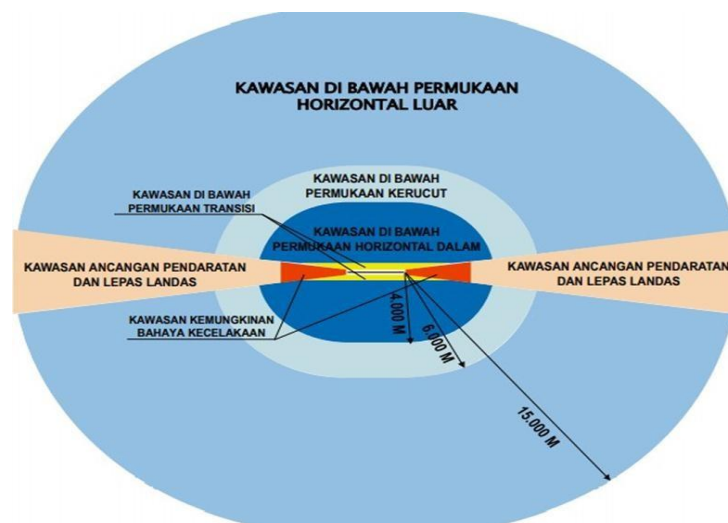 KAWASAN DI BAWAH PERMUKAAN
HORIZONTAL LUAR
KAWASAN DI BAWAH
PERMUKAAN KERUCUT
KAWASAN DI BAWAH
PERMUKAAN TRANSISI
KAWASAN DI BAWAH
PERMUKAAN HORIZONTAL DALAM
KAWASAN ANCANGAN PENDARATAN
DAN LEPAS LANDAS
KAWASAN ANCANGAN PENDARATAN
DAN LEPAS LANDAS
KAWASAN KEMUNGKINAN
BAHAYA KECELAKAAN
4.000 M
6.000 M
15.000 M